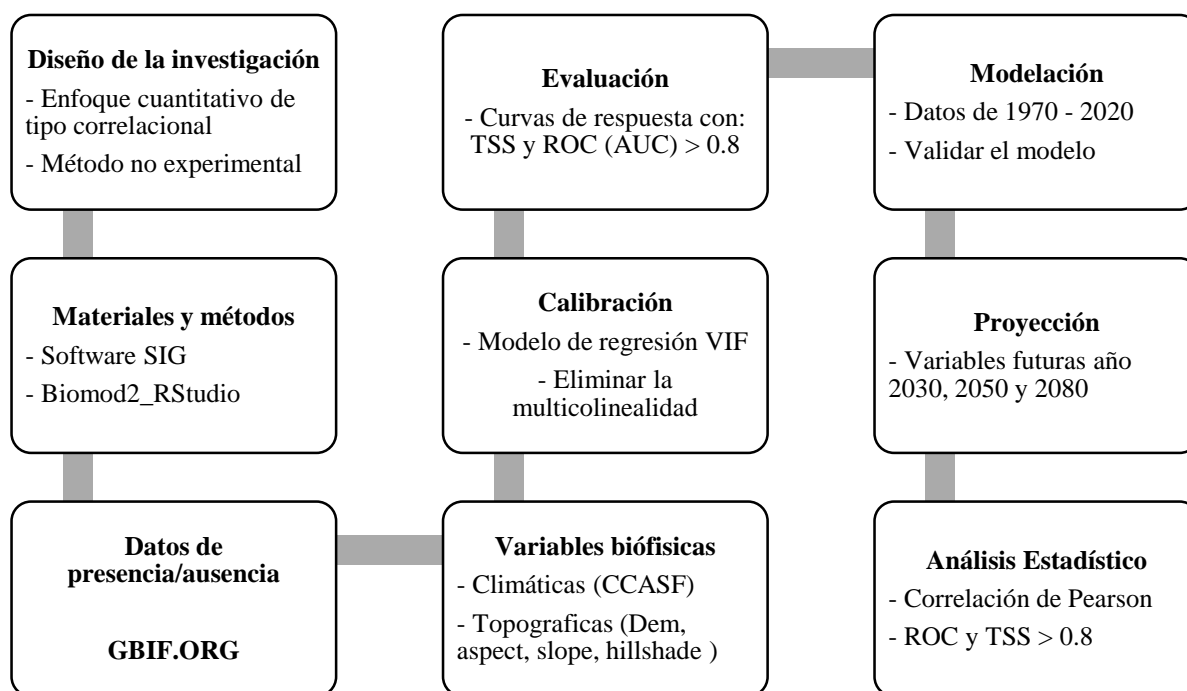 Diseño de la investigación
- Enfoque cuantitativo de
tipo correlacional
- Método no experimental
Materiales y métodos
- Software SIG
- Biomod2_RStudio
Datos de
presencia/ausencia
GBIF.ORG
Variables biófisicas
- Climáticas (CCASF)
- Topograficas (Dem,
aspect, slope, hillshade )
Calibración
- Modelo de regresión VIF
- Eliminar la
multicolinealidad
Evaluación
- Curvas de respuesta con:
TSS y ROC (AUC) > 0.8
Modelación
- Datos de 1970 - 2020
- Validar el modelo
Proyección
- Variables futuras año
2030, 2050 y 2080
Análisis Estadístico
- Correlación de Pearson
- ROC y TSS > 0.8